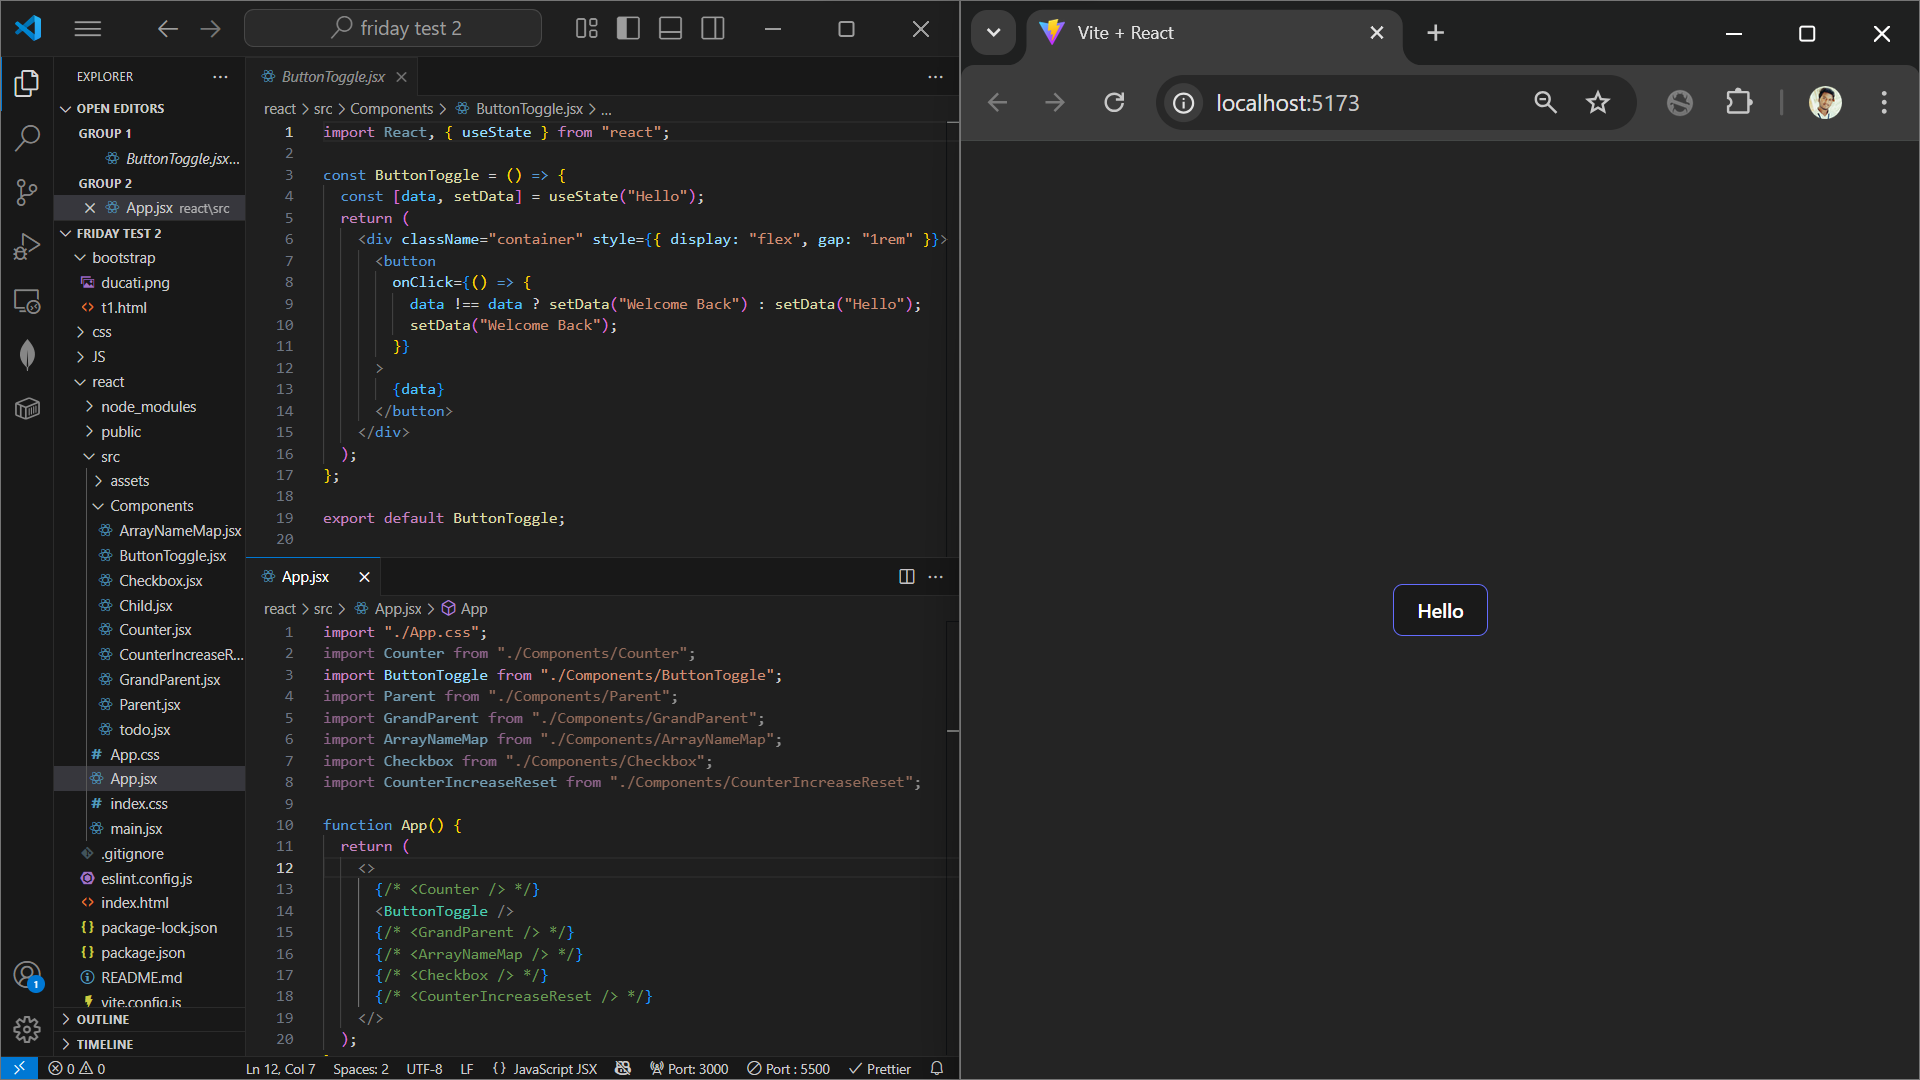 friday test 2
EXPLORER
OPEN EDITORS
GROUP 1
ButtonToggle.jsx...
GROUP 2
App.jsx react\src
FRIDAY TEST 2
bootstrap
ducati.png
t1.html
css
JS
react
node_modules
public
src
assets
Components
ArrayNameMap.jsx
ButtonToggle.jsx
Checkbox.jsx
Child.jsx
Counter.jsx
CounterIncreaseR...
GrandParent.jsx
Parent.jsx
todo.jsx
App.css
App.jsx
index.css
main.jsx
.gitignore
eslint.config.js
index.html
package-lock.json
package.json
README.md
vite.config.js
OUTLINE
TIMELINE
1
ButtonToggle.jsx
react > src > Components > ButtonToggle.jsx > ...
1 import React, { useState } from "react";
2
3 const ButtonToggle = () => {
4 const [data, setData] = useState("Hello");
5 return (
6 <div className="container" style={{ display: "flex", gap: "1rem" }}>
7 <button
8 onClick={() => {
9 data !== data ? setData("Welcome Back") : setData("Hello");
10 setData("Welcome Back");
11 }}
12 >
13 {data}
14 </button>
15 </div>
16 );
17 };
18
19 export default ButtonToggle;
20
App.jsx
react > src > App.jsx > App
1 import "./App.css";
2 import Counter from "./Components/Counter";
3 import ButtonToggle from "./Components/ButtonToggle";
4 import Parent from "./Components/Parent";
5 import GrandParent from "./Components/GrandParent";
6 import ArrayNameMap from "./Components/ArrayNameMap";
7 import Checkbox from "./Components/Checkbox";
8 import CounterIncreaseReset from "./Components/CounterIncreaseReset";
9
10 function App() {
11 return (
12 <>
13 {/* <Counter /> */}
14 <ButtonToggle />
15 {/* <GrandParent /> */}
16 {/* <ArrayNameMap /> */}
17 {/* <Checkbox /> */}
18 {/* <CounterIncreaseReset /> */}
19 </>
20 );
0 0 Ln 12, Col 7 Spaces: 2 UTF-8 LF {} JavaScript JSX Port: 3000 Port : 5500 Prettier
Vite + React
localhost:5173
Hello